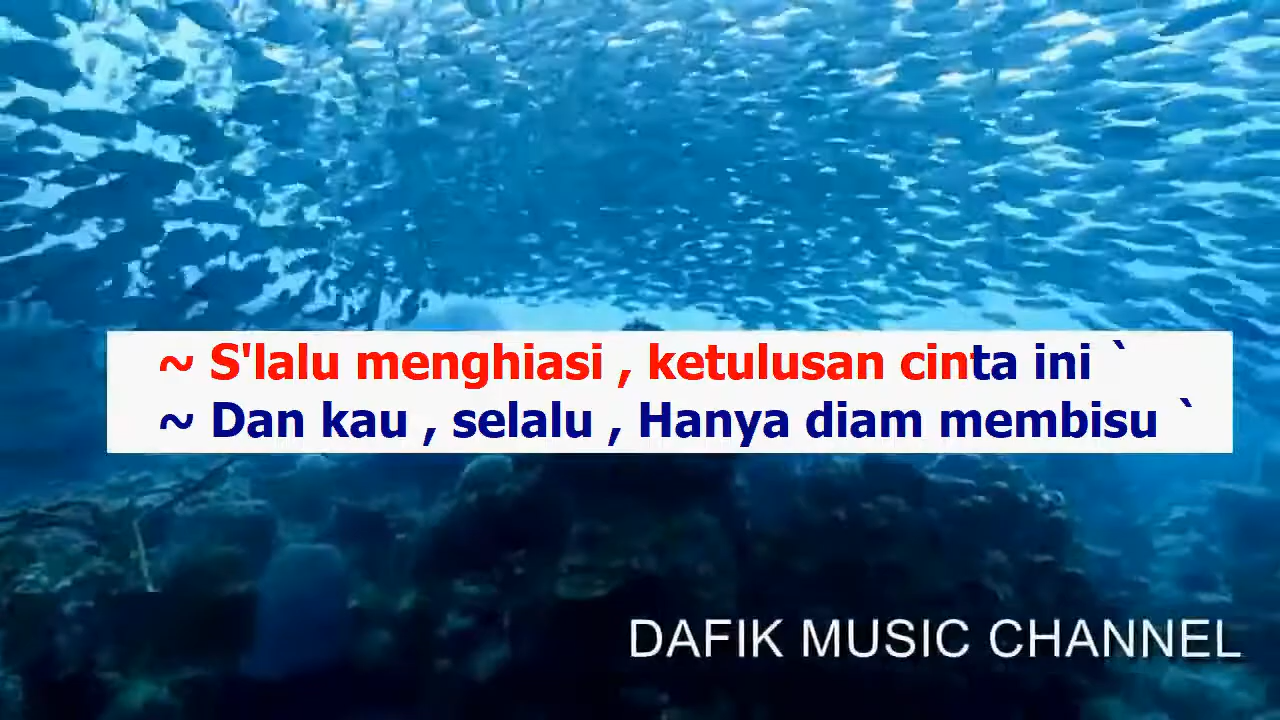 ~ S'lalu menghiasi , ketulusan cinta ini `
~ Dan kau , selalu , Hanya diam membisu `
DAFIK MUSIC CHANNEL